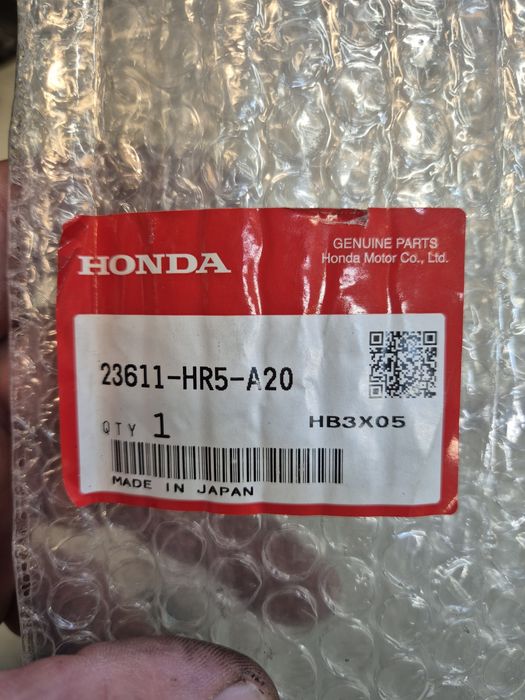 HONDA
GENUINE PARTS
Honda Motor Co., Ltd.
23611-HR5-A20
QTY 1
HB3X05
MADE IN JAPAN